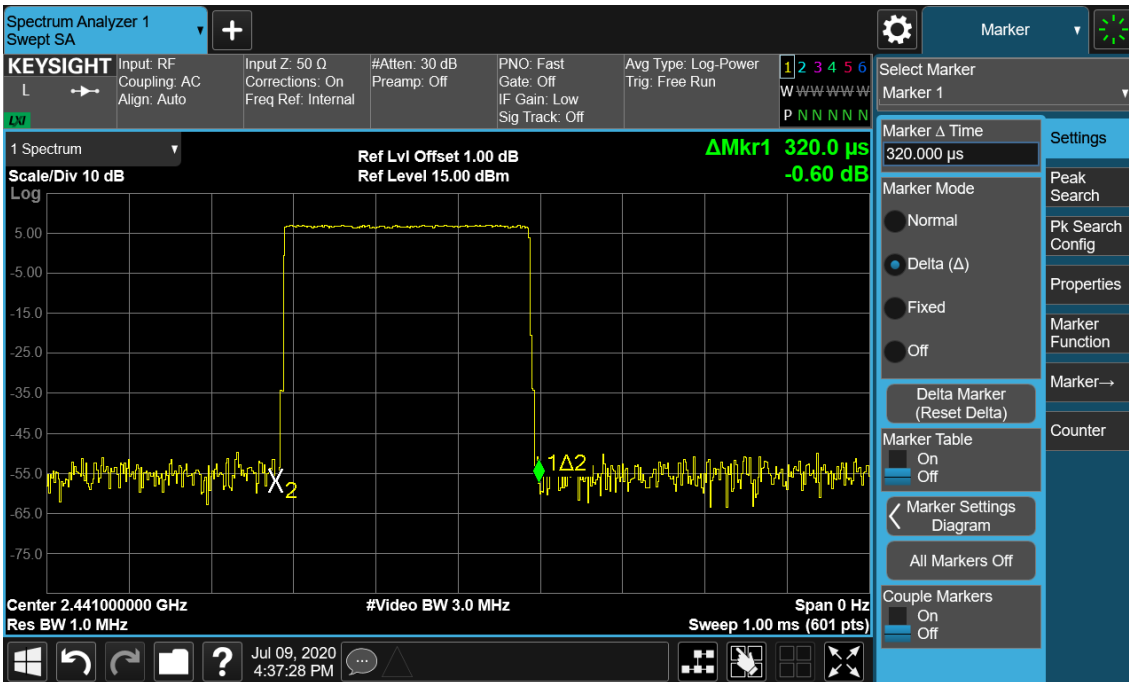 Spectrum Analyzer 1
Swept SA
Marker
KEYSIGHT
L
LXI
Input: RF
Coupling: AC
Align: Auto
Input Z: 50 Ω
Corrections: On
Freq Ref: Internal
#Atten: 30 dB
Preamp: Off
PNO: Fast
Gate: Off
IF Gain: Low
Sig Track: Off
Avg Type: Log-Power
Trig: Free Run
1 2 3 4 5 6
W W W W W W
P N N N N N
Select Marker
Marker 1
1 Spectrum
Scale/Div 10 dB
Log
Ref Lvl Offset 1.00 dB
Ref Level 15.00 dBm
ΔMkr1 320.0 µs
-0.60 dB
5.00
-5.00
-15.0
-25.0
-35.0
-45.0
-55.0
-65.0
-75.0
X2
1Δ2
Center 2.441000000 GHz
#Video BW 3.0 MHz
Span 0 Hz
Res BW 1.0 MHz
Sweep 1.00 ms (601 pts)
Marker Δ Time
320.000 µs
Marker Mode
Normal
Delta (Δ)
Fixed
Off
Delta Marker
(Reset Delta)
Marker Table
On
Off
Marker Settings
Diagram
All Markers Off
Couple Markers
On
Off
Settings
Peak
Search
Pk Search
Config
Properties
Marker
Function
Marker→
Counter
?
Jul 09, 2020
4:37:28 PM